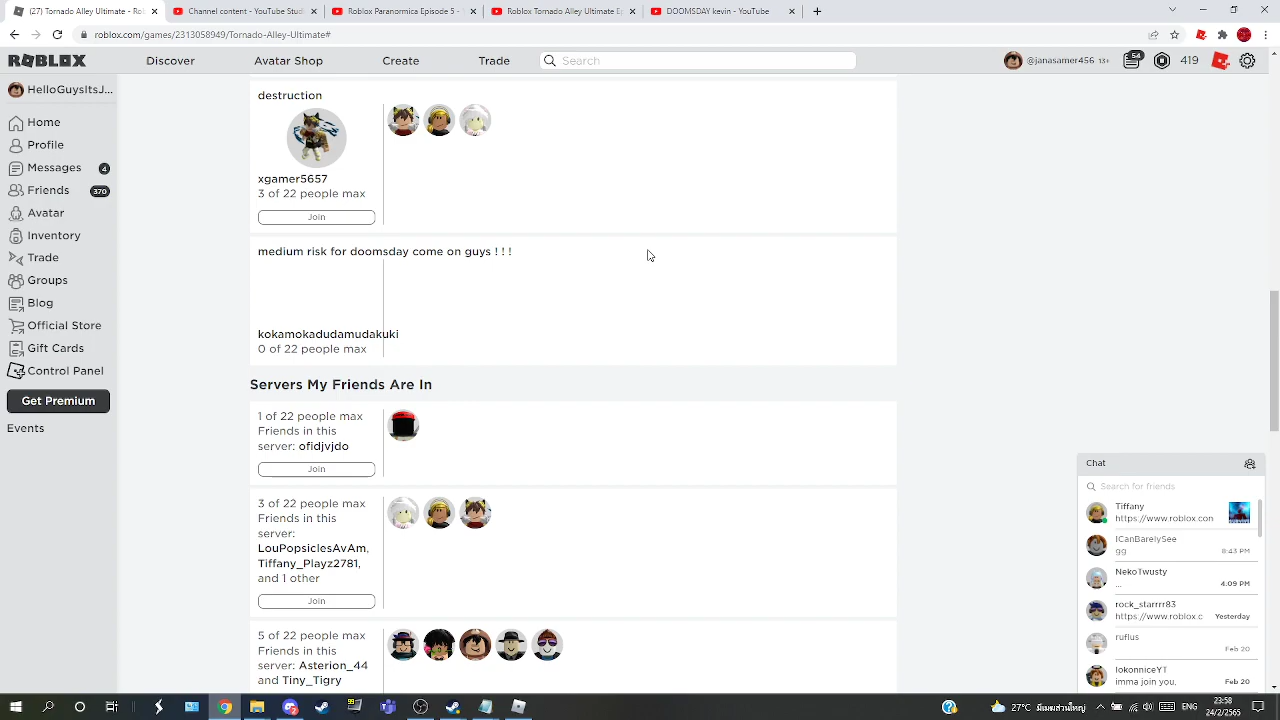 (27) Tornado Alley Ultimate - Rob
Channel content - YouTube Studi
Roblox Paranormica Episode 5 -
Roblox Tornado Alley Ultimate Ep
DOOMSDAY kevin - YouTube
roblox.com/games/2313058949/Tornado-Alley-Ultimate#
ROBLOX
Discover
Avatar Shop
Create
Trade
Search
@janasamer456 13+
419
HelloGuysItsJ...
Home
Profile
Messages 4
Friends 370
Avatar
Inventory
Trade
Groups
Blog
Official Store
Gift Cards
Control Panel
Get Premium
Events
destruction
xgamer5657
3 of 22 people max
Join
medium risk for doomsday come on guys ! ! !
kokamokadudamudakuki
0 of 22 people max
Servers My Friends Are In
1 of 22 people max
Friends in this
server: ofidjvjdo
Join
3 of 22 people max
Friends in this
server:
LouPopsiclesAvAm,
Tiffany_Playz2781,
and 1 other
Join
5 of 22 people max
Friends in this
server: Asterion_44
and Tiny_Tigry
Chat
Search for friends
Tiffany
https://www.roblox.con
ICanBarelySee
gg 8:43 PM
NekoTwusty
... 4:09 PM
rock_starrrr83
https://www.roblox.c Yesterday
ruflus
Feb 20
lokonniceYT
imma join you, Feb 20
27°C Sunshine
23:58
24/2/2565